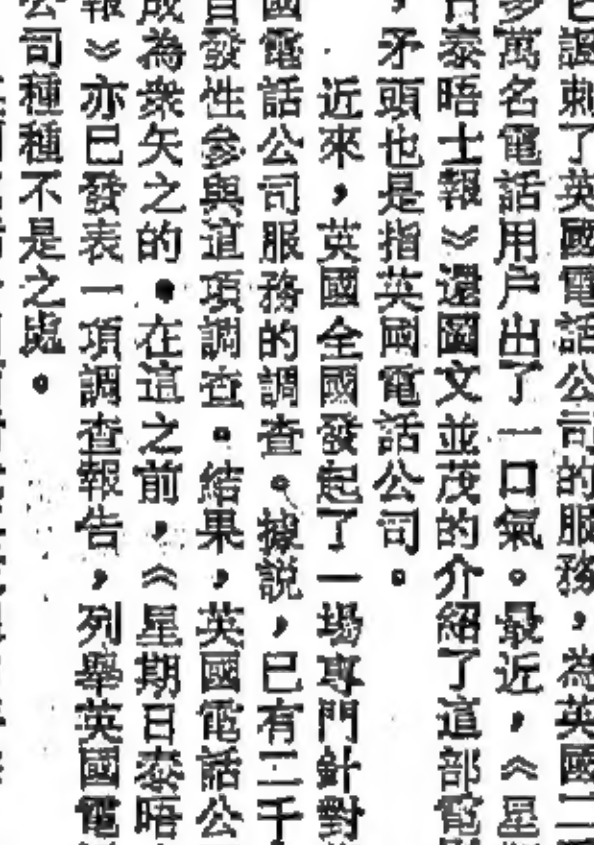 它諷刺了英國電話公司的服務，為英國二
多萬名電話用户出了一口氣。最近，《星
日泰晤士報》還圖文並茂的介紹了這部電
，矛頭也是指英國電話公司。
近來，英國全國發起了一場專門針對
國電話公司服務的調查。據説，已有二千
自發性參與這項調查。結果，英國電話公
成為衆矢之的。在這之前，《星期日泰晤
報》亦已發表一項調查報告，列舉英國電
公司種種不是之處。